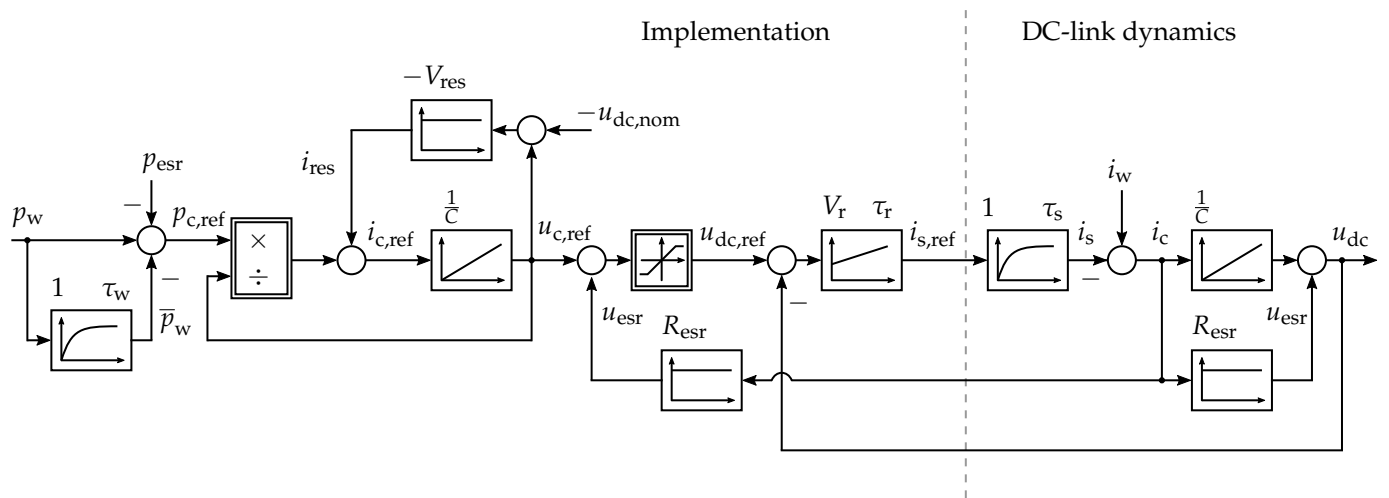 Implementation
DC-link dynamics
−V_res
−u_dc,nom
p_esr
−
i_res
i_w
p_w
p_c,ref
×
÷
i_c,ref
1/C
u_c,ref
u_dc,ref
V_r τ_r
i_s,ref
1 τ_s
i_s
−
i_c
1/C
u_dc
−
1 τ_w
p̅_w
u_esr
−
R_esr
R_esr
u_esr